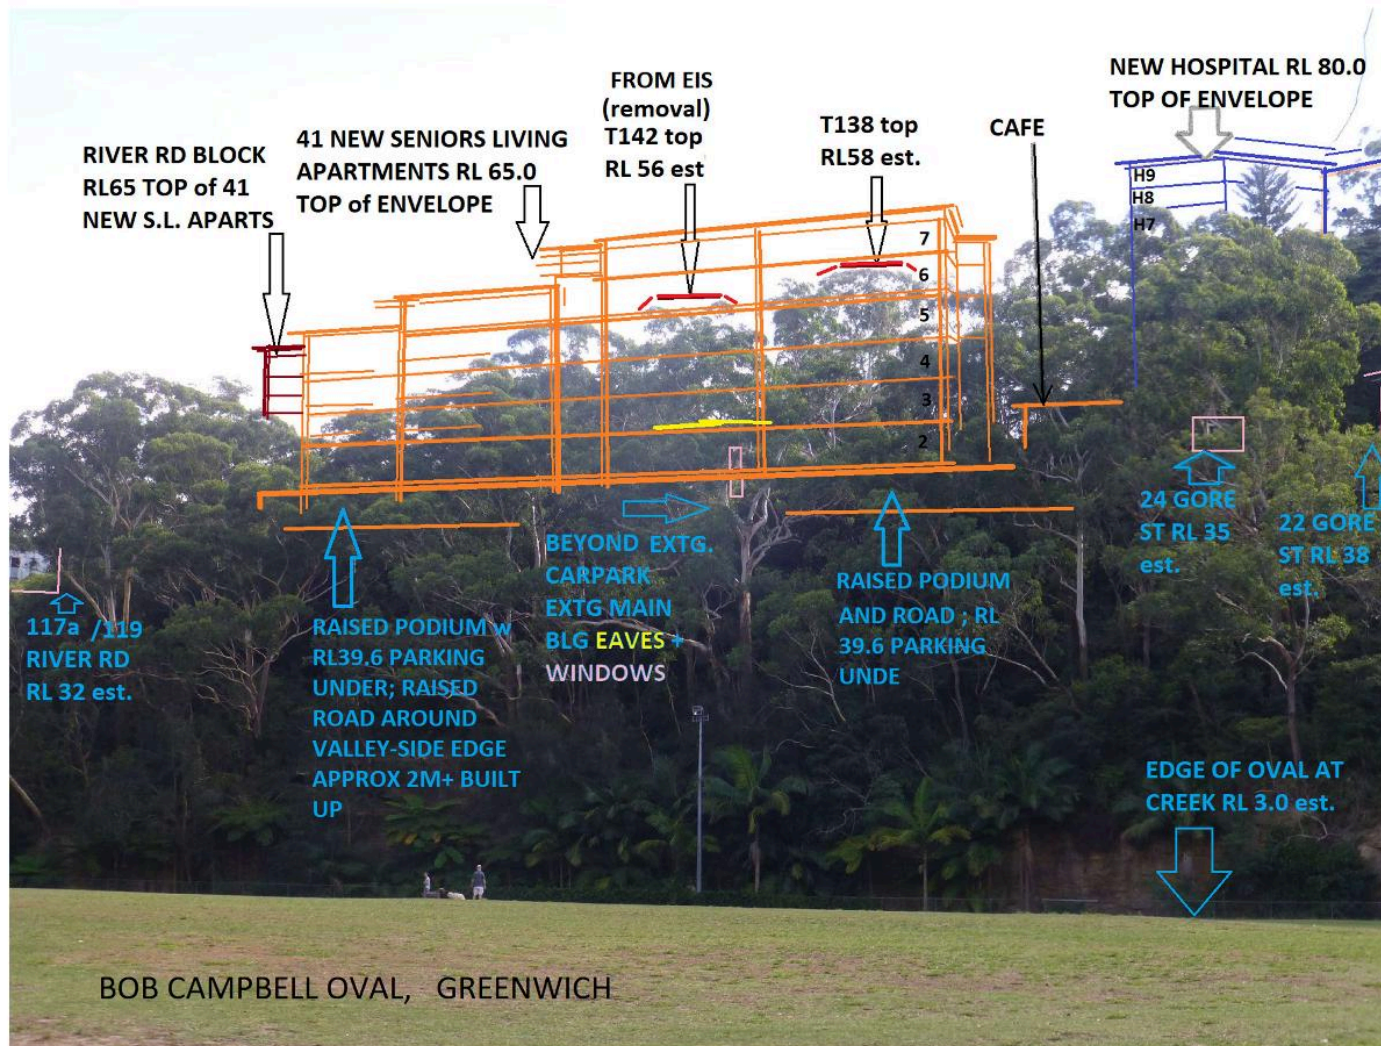 NEW HOSPITAL RL 80.0
TOP OF ENVELOPE
FROM EIS
(removal)
T142 top
RL 56 est
T138 top
RL58 est.
CAFE
41 NEW SENIORS LIVING
APARTMENTS RL 65.0
TOP of ENVELOPE
RIVER RD BLOCK
RL65 TOP of 41
NEW S.L. APARTS
H9
H8
H7
7
6
5
4
3
2
24 GORE
ST RL 35
est.
22 GORE
ST RL 38
est.
BEYOND EXTG.
CARPARK
EXTG MAIN
BLG EAVES +
WINDOWS
RAISED PODIUM
AND ROAD ; RL
39.6 PARKING
UNDE
117a /119
RIVER RD
RL 32 est.
RAISED PODIUM w
RL39.6 PARKING
UNDER; RAISED
ROAD AROUND
VALLEY-SIDE EDGE
APPROX 2M+ BUILT
UP
EDGE OF OVAL AT
CREEK RL 3.0 est.
BOB CAMPBELL OVAL, GREENWICH